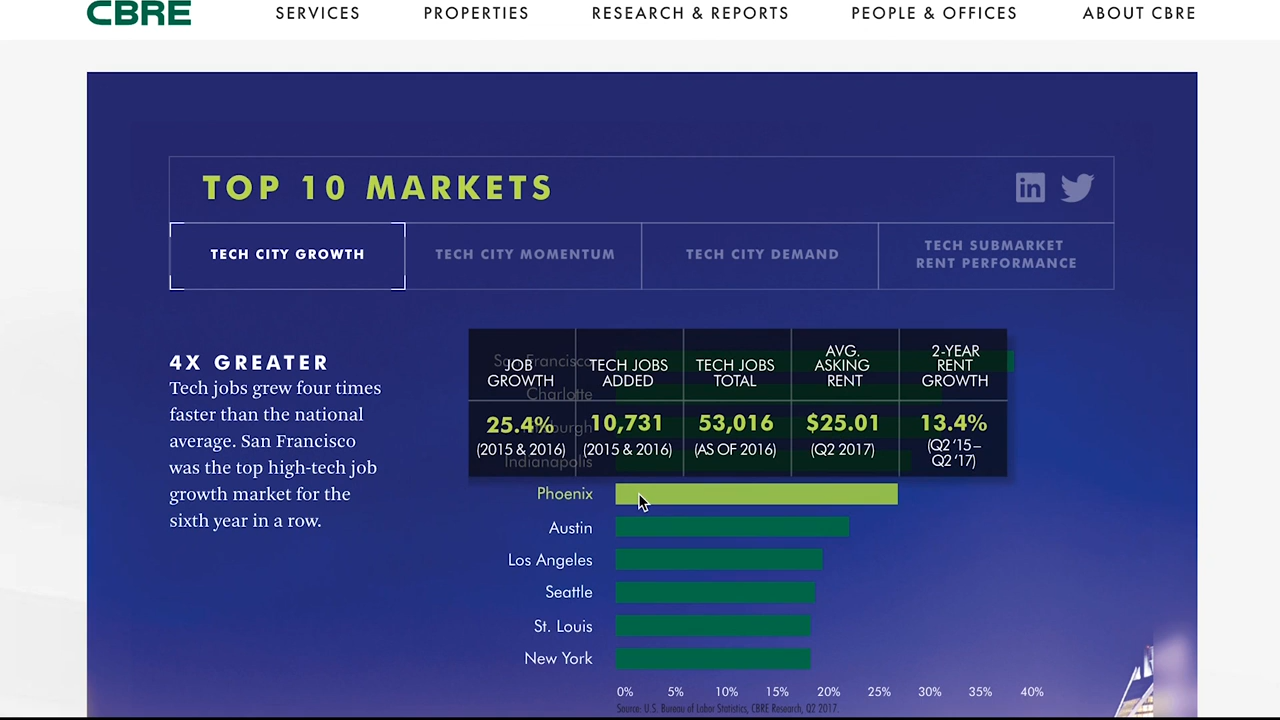 CBRE
SERVICES PROPERTIES RESEARCH & REPORTS PEOPLE & OFFICES ABOUT CBRE
TOP 10 MARKETS
TECH CITY GROWTH
TECH CITY MOMENTUM
TECH CITY DEMAND
TECH SUBMARKET
RENT PERFORMANCE
4X GREATER
Tech jobs grew four times
faster than the national
average. San Francisco
was the top high-tech job
growth market for the
sixth year in a row.
JOB
GROWTH
TECH JOBS
ADDED
TECH JOBS
TOTAL
AVG.
ASKING
RENT
2-YEAR
RENT
GROWTH
25.4%
(2015 & 2016)
10,731
(2015 & 2016)
53,016
(AS OF 2016)
$25.01
(Q2 2017)
13.4%
(Q2 '15–
Q2 '17)
San Francisco
Charlotte
Indianapolis
Phoenix
Austin
Los Angeles
Seattle
St. Louis
New York
0% 5% 10% 15% 20% 25% 30% 35% 40%
Source: U.S. Bureau of Labor Statistics, CBRE Research, Q2 2017.